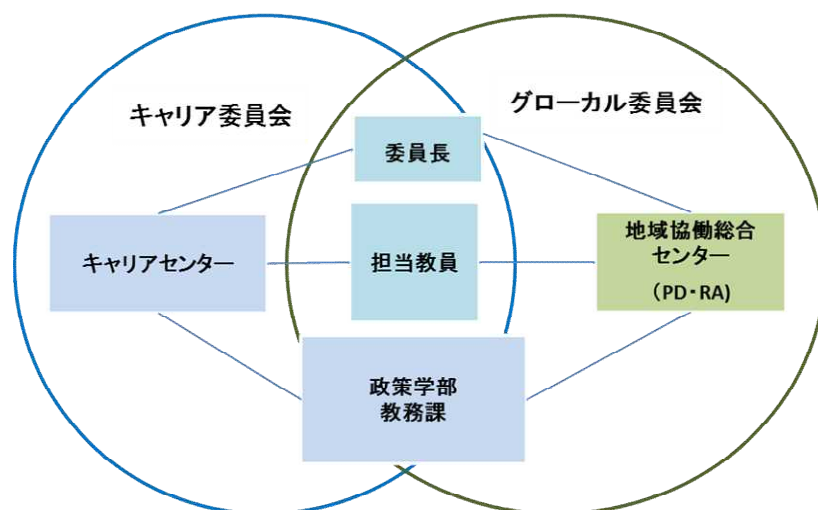 キャリア委員会
グローカル委員会
委員長
キャリアセンター
担当教員
地域協働総合
センター
（PD・RA)
政策学部
教務課